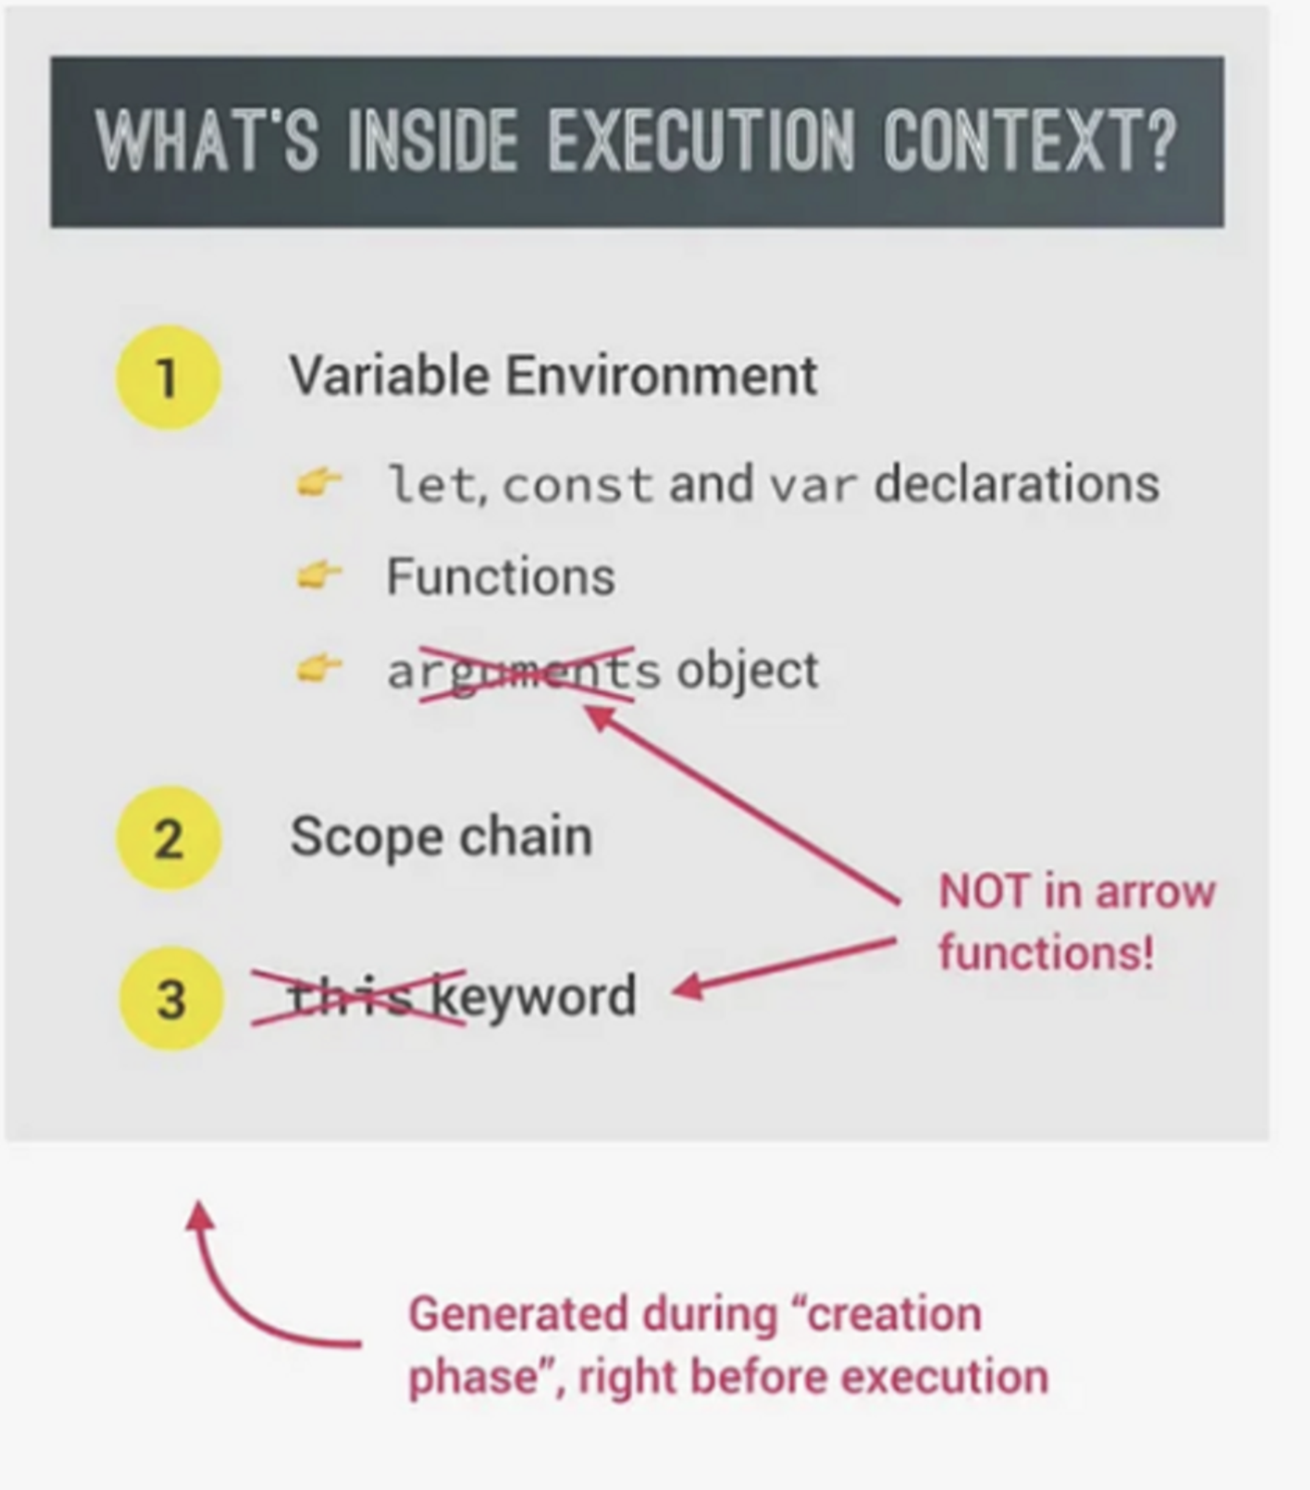 WHAT'S INSIDE EXECUTION CONTEXT?
1 Variable Environment
let, const and var declarations
Functions
arguments object
2 Scope chain
NOT in arrow
functions!
3 this keyword
Generated during “creation
phase”, right before execution